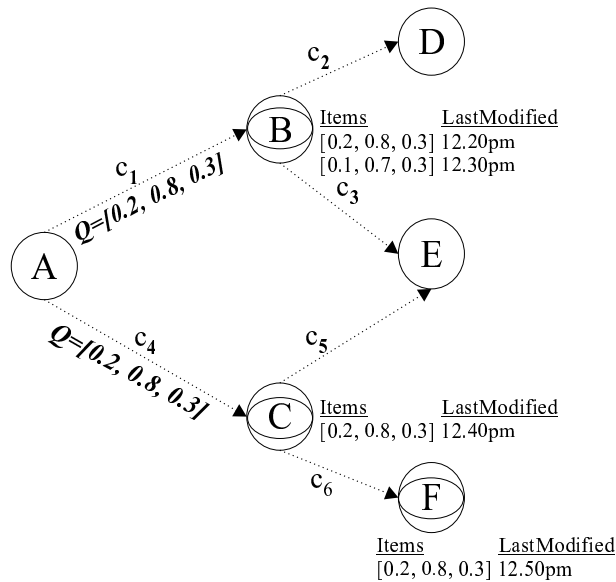 D
c2
B
Items LastModified
[0.2, 0.8, 0.3] 12.20pm
[0.1, 0.7, 0.3] 12.30pm
c1
Q=[0.2, 0.8, 0.3]
c3
A
E
c4
Q=[0.2, 0.8, 0.3]
c5
C
Items LastModified
[0.2, 0.8, 0.3] 12.40pm
c6
F
Items LastModified
[0.2, 0.8, 0.3] 12.50pm